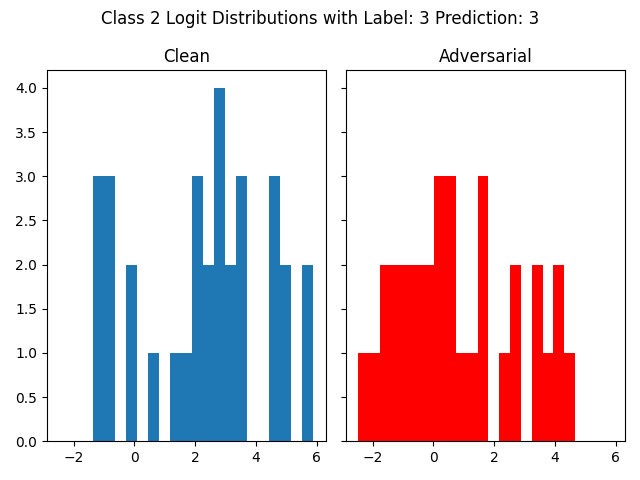 Class 2 Logit Distributions with Label: 3 Prediction: 3
Clean
Adversarial
4.0
3.5
3.0
2.5
2.0
1.5
1.0
0.5
0.0
−2 0 2 4 6
−2 0 2 4 6